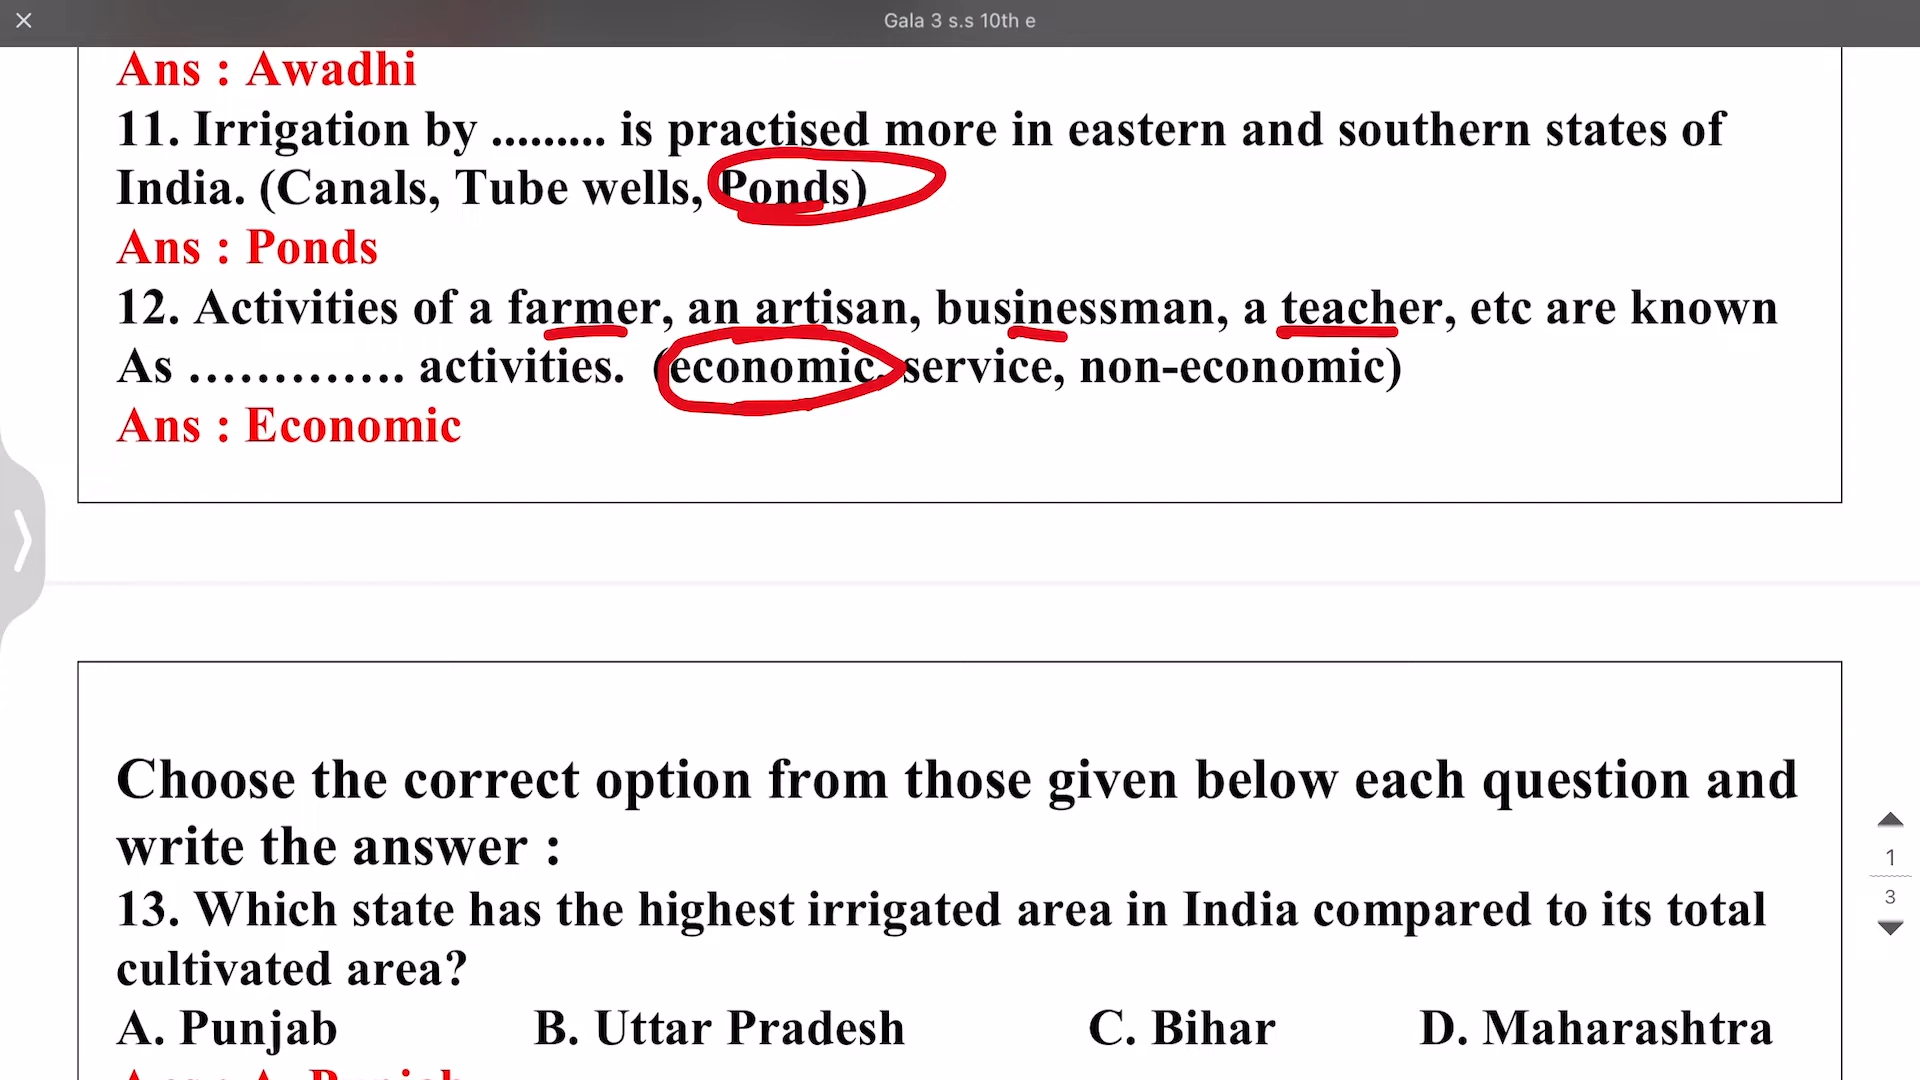 Gala 3 s.s 10th e
Ans : Awadhi
11. Irrigation by ......... is practised more in eastern and southern states of
India. (Canals, Tube wells, Ponds)
Ans : Ponds
12. Activities of a farmer, an artisan, businessman, a teacher, etc are known
As ............. activities. (economic, service, non-economic)
Ans : Economic
Choose the correct option from those given below each question and
write the answer :
13. Which state has the highest irrigated area in India compared to its total
cultivated area?
A. Punjab B. Uttar Pradesh C. Bihar D. Maharashtra
Ans : A. Punjab
1
3